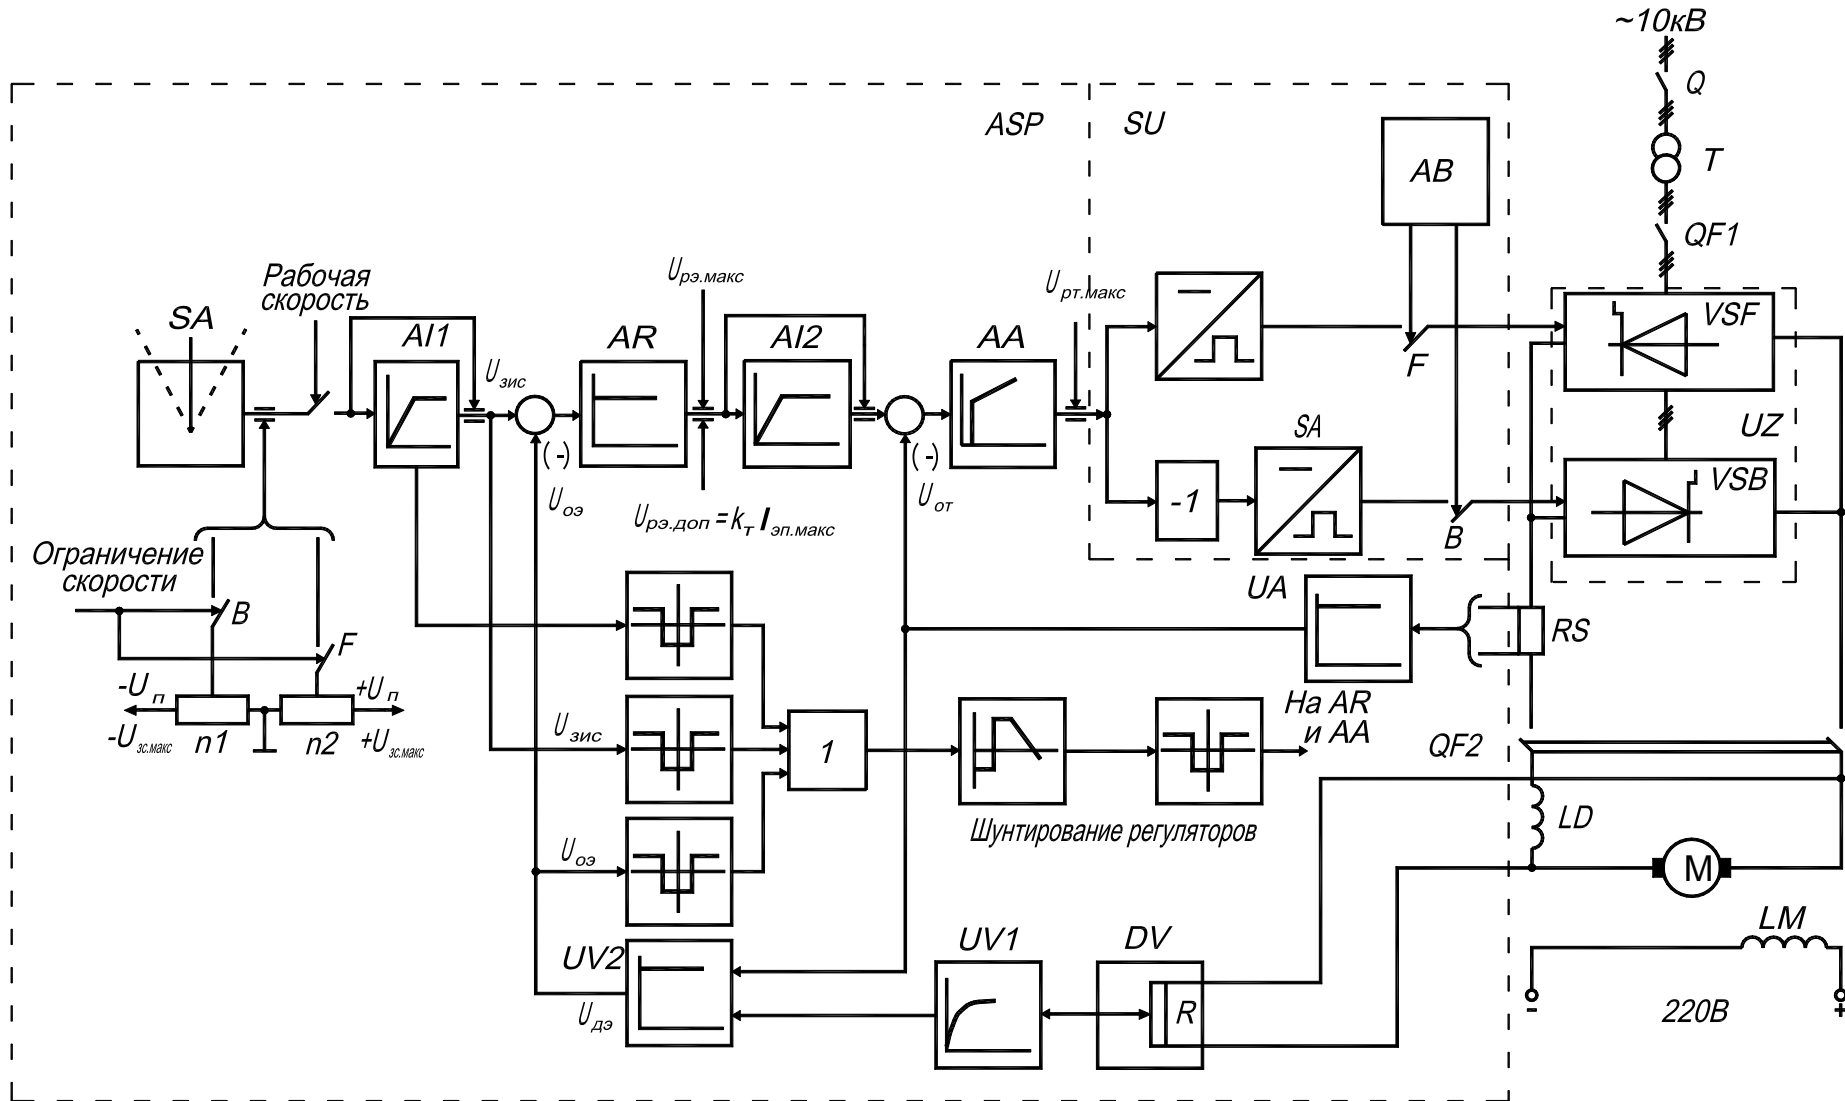 ~10кВ
Q
ASP
SU
AB
T
QF1
Рабочая
скорость
Uрэ.макс
Uрт.макс
SA
AI1
AR
AI2
AA
F
VSF
Uзис
SA
UZ
(-)
(-)
VSB
Uоэ
Uот
-1
Uрэ.доп = kт Iэп.макс
B
Ограничение
скорости
B
UA
RS
F
-Uп
+Uп
На AR
и AA
-Uзс.макс
n1
n2
+Uзс.макс
Uзис
1
QF2
LD
Шунтирование регуляторов
Uоэ
M
LM
UV2
UV1
DV
Uдэ
R
220В
-
+